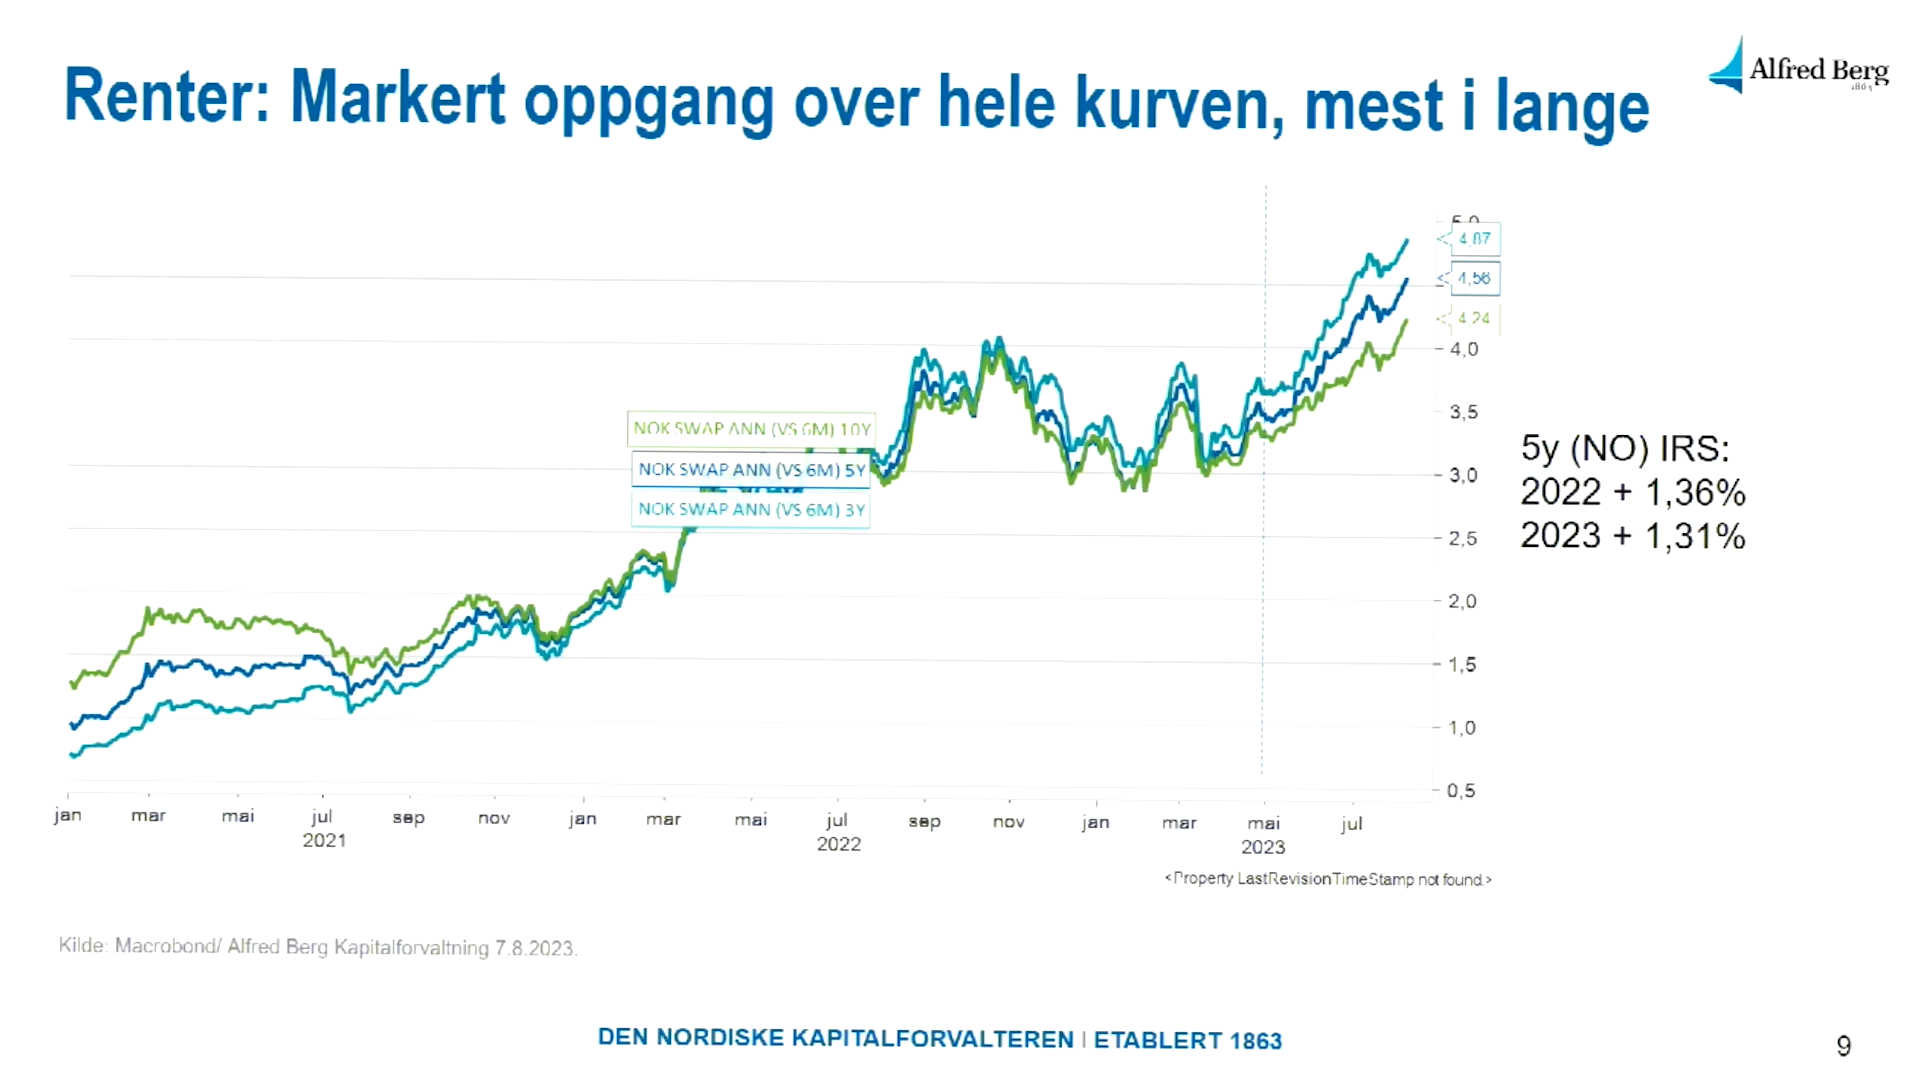 Renter: Markert oppgang over hele kurven, mest i lange
Alfred Berg
1863
5,0
4,87
4,56
4,24
4,0
3,5
3,0
2,5
2,0
1,5
1,0
0,5
NOK SWAP ANN (VS 6M) 10Y
NOK SWAP ANN (VS 6M) 5Y
NOK SWAP ANN (VS 6M) 3Y
5y (NO) IRS:
2022 + 1,36%
2023 + 1,31%
jan mar mai jul sep nov jan mar mai jul sep nov jan mar mai jul
2021 2022 2023
<Property LastRevisionTimeStamp not found.>
Kilde: Macrobond/ Alfred Berg Kapitalforvaltning 7.8.2023.
DEN NORDISKE KAPITALFORVALTEREN | ETABLERT 1863
9